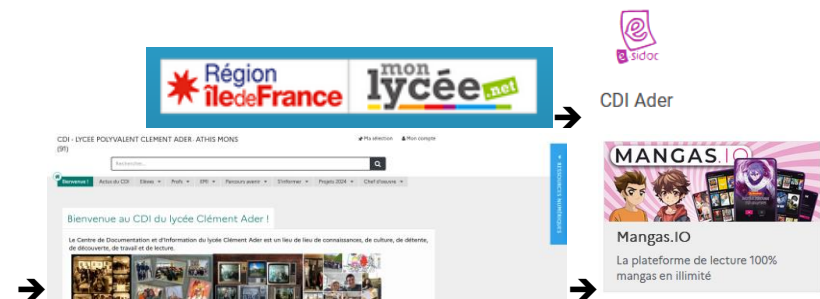 Région
îledeFrance
mon
lycée.net
e
e sidoc
CDI Ader
CDI - LYCEE POLYVALENT CLEMENT ADER- ATHIS MONS
(91)
Ma sélection Mon compte
Recherchez...
Bienvenue ! Actus du CDI Elèves Profs EMI Parcours avenir S'informer Projets 2024 Chef d'oeuvre
RESSOURCES NUMÉRIQUES
Bienvenue au CDI du lycée Clément Ader !
Le Centre de Documentation et d'Information du lycée Clément Ader est un lieu de lieu de connaissances, de culture, de détente,
de découverte, de travail et de lecture.
MANGAS.IO
Mangas.IO
La plateforme de lecture 100%
mangas en illimité